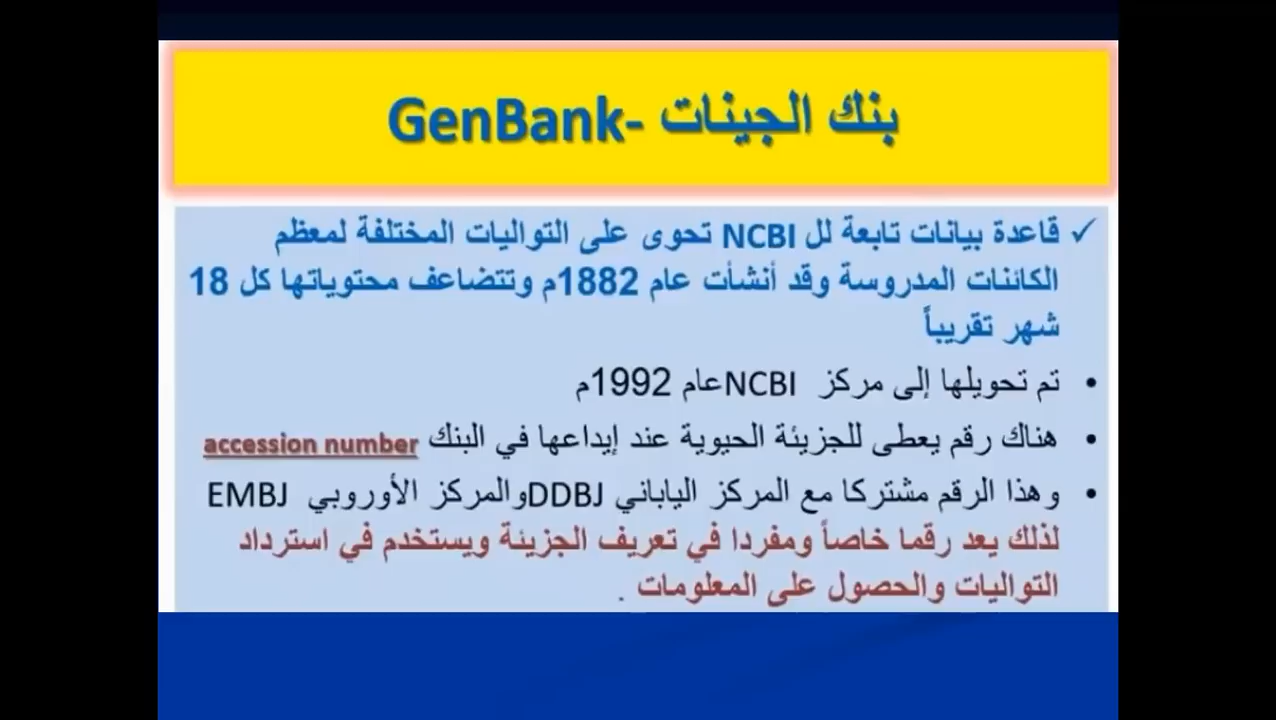 بنك الجينات -GenBank
✓ قاعدة بيانات تابعة لل NCBI تحوى على التواليات المختلفة لمعظم
الكائنات المدروسة وقد أنشأت عام 1882م وتتضاعف محتوياتها كل 18
شهر تقريباً
• تم تحويلها إلى مركز NCBIعام 1992م
• هناك رقم يعطى للجزيئة الحيوية عند إيداعها في البنك accession number
• وهذا الرقم مشتركا مع المركز الياباني DDBJوالمركز الأوروبي EMBJ
لذلك يعد رقما خاصاً ومفردا في تعريف الجزيئة ويستخدم في استرداد
التواليات والحصول على المعلومات .